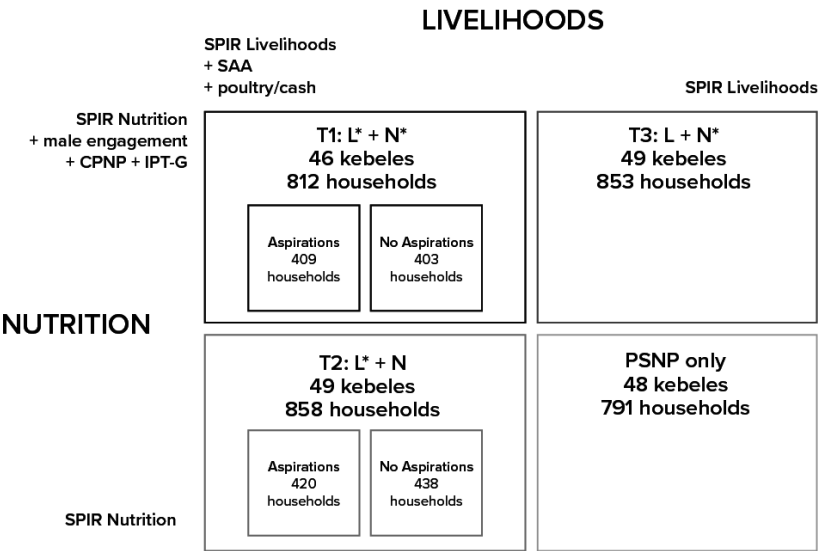 LIVELIHOODS
SPIR Livelihoods
+ SAA
+ poultry/cash
SPIR Livelihoods
SPIR Nutrition
+ male engagement
+ CPNP + IPT-G
T1: L* + N*
46 kebeles
812 households
Aspirations
409
households
No Aspirations
403
households
T3: L + N*
49 kebeles
853 households
NUTRITION
T2: L* + N
49 kebeles
858 households
Aspirations
420
households
No Aspirations
438
households
PSNP only
48 kebeles
791 households
SPIR Nutrition